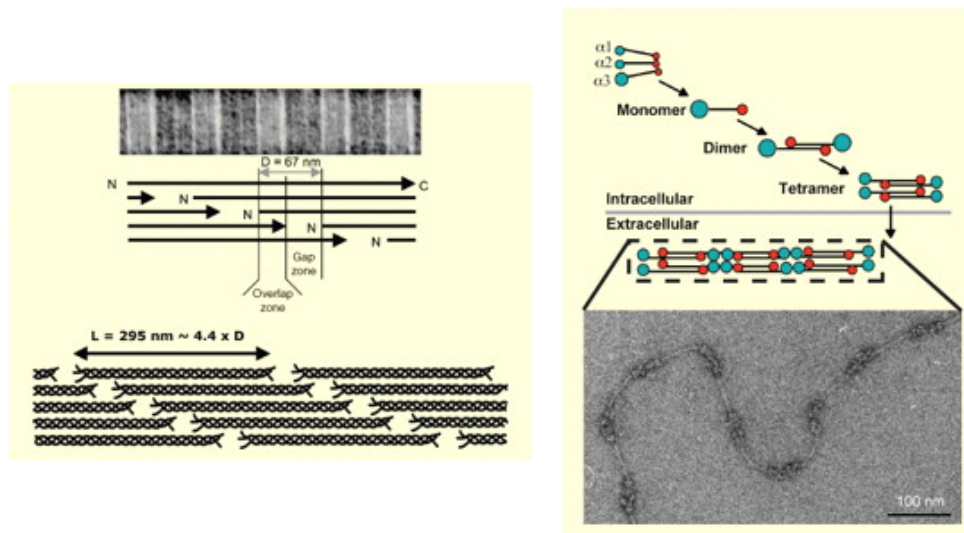 D = 67 nm
N
C
N
N
N
N
Gap
zone
Overlap
zone
L = 295 nm ~ 4.4 x D
α1
α2
α3
Monomer
Dimer
Tetramer
Intracellular
Extracellular
100 nm